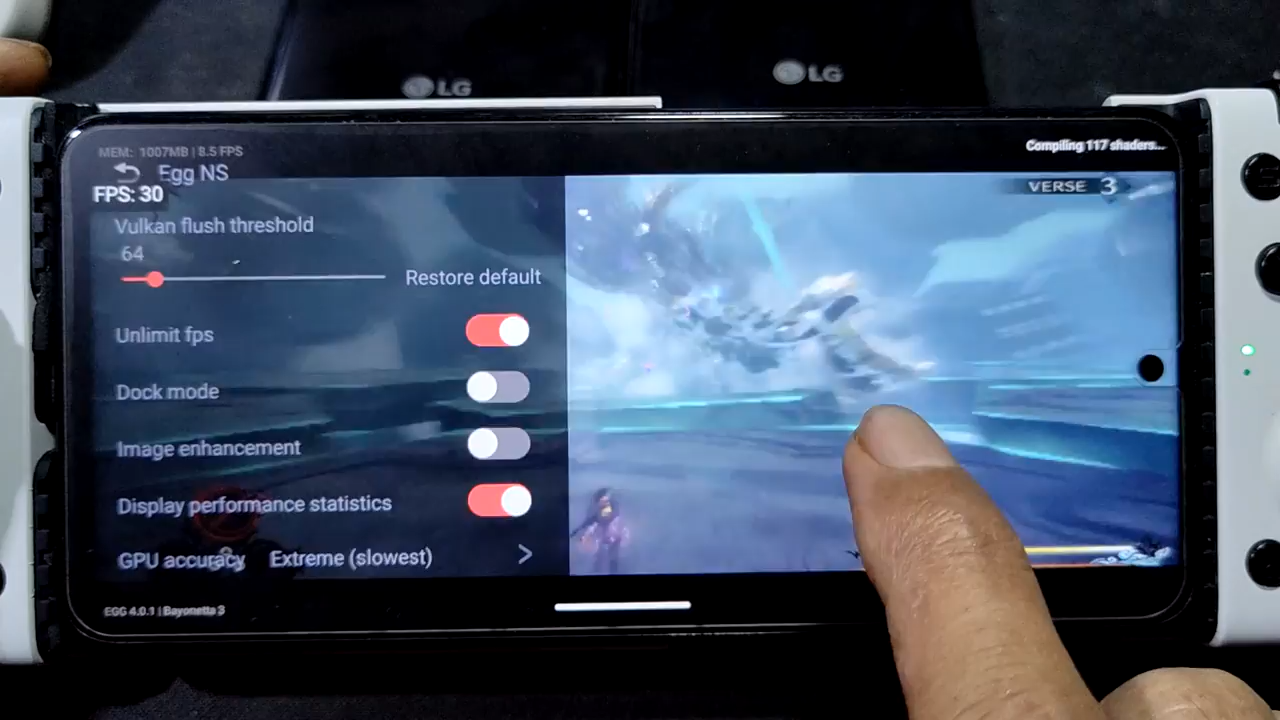 LG
LG
MEM: 1007MB | 8.5 FPS
Compiling 117 shaders...
Egg NS
FPS: 30
VERSE 3
Vulkan flush threshold
64
Restore default
Unlimit fps
Dock mode
Image enhancement
Display performance statistics
GPU accuracy Extreme (slowest)
EGG 4.0.1 | Bayonetta 3